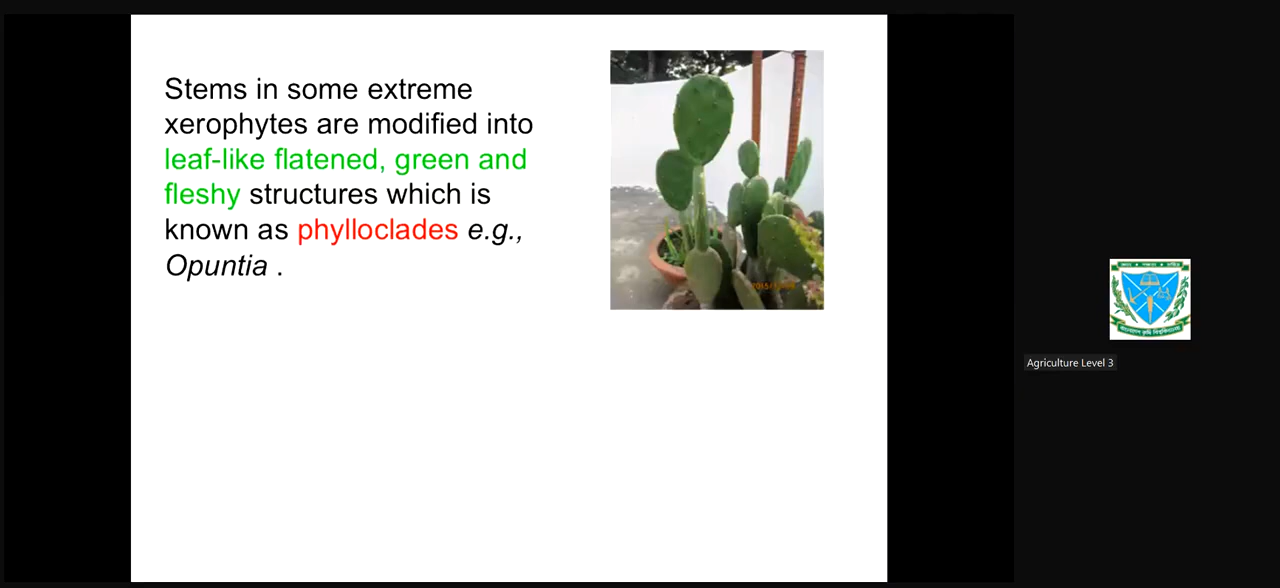 Stems in some extreme
xerophytes are modified into
leaf-like flatened, green and
fleshy structures which is
known as phylloclades e.g.,
Opuntia .
Agriculture Level 3